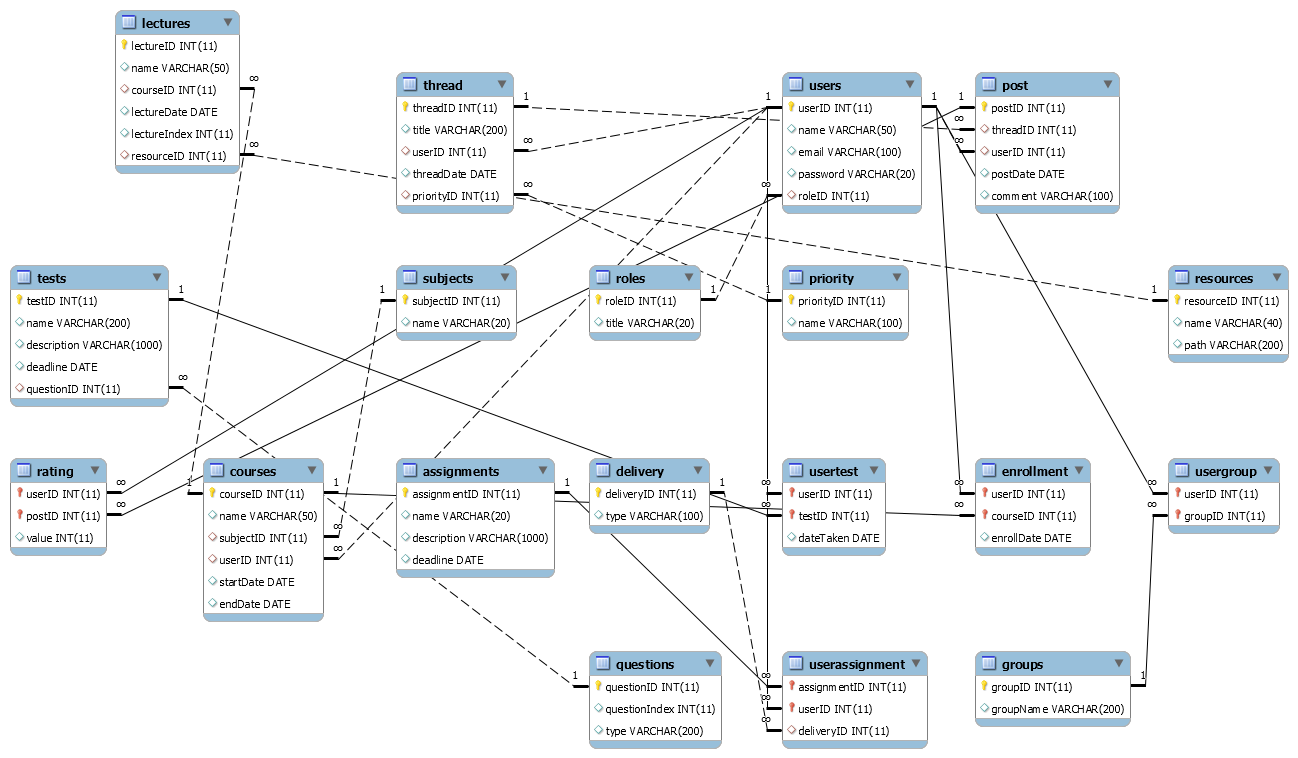 lectures
lectureID INT(11)
name VARCHAR(50)
courseID INT(11)
lectureDate DATE
lectureIndex INT(11)
resourceID INT(11)
∞
∞
thread
threadID INT(11)
title VARCHAR(200)
userID INT(11)
threadDate DATE
priorityID INT(11)
1
∞
∞
users
userID INT(11)
name VARCHAR(50)
email VARCHAR(100)
password VARCHAR(20)
roleID INT(11)
1
∞
1
post
postID INT(11)
threadID INT(11)
userID INT(11)
postDate DATE
comment VARCHAR(100)
1
∞
∞
tests
testID INT(11)
name VARCHAR(200)
description VARCHAR(1000)
deadline DATE
questionID INT(11)
1
∞
subjects
subjectID INT(11)
name VARCHAR(20)
1
roles
roleID INT(11)
title VARCHAR(20)
1
priority
priorityID INT(11)
name VARCHAR(100)
1
resources
resourceID INT(11)
name VARCHAR(40)
path VARCHAR(200)
1
rating
userID INT(11)
postID INT(11)
value INT(11)
∞
∞
courses
courseID INT(11)
name VARCHAR(50)
subjectID INT(11)
userID INT(11)
startDate DATE
endDate DATE
1
1
∞
∞
assignments
assignmentID INT(11)
name VARCHAR(20)
description VARCHAR(1000)
deadline DATE
1
delivery
deliveryID INT(11)
type VARCHAR(100)
1
usertest
userID INT(11)
testID INT(11)
dateTaken DATE
∞
∞
enrollment
userID INT(11)
courseID INT(11)
enrollDate DATE
∞
∞
usergroup
userID INT(11)
groupID INT(11)
∞
∞
questions
questionID INT(11)
questionIndex INT(11)
type VARCHAR(200)
1
userassignment
assignmentID INT(11)
userID INT(11)
deliveryID INT(11)
∞
∞
∞
groups
groupID INT(11)
groupName VARCHAR(200)
1